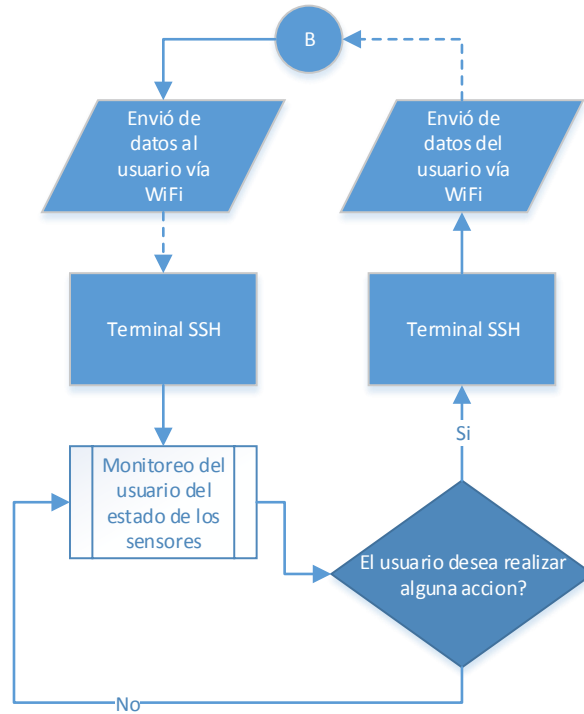 B
Envió de
datos al
usuario vía
WiFi
Envió de
datos del
usuario vía
WiFi
Terminal SSH
Terminal SSH
Si
Monitoreo del
usuario del
estado de los
sensores
El usuario desea realizar
alguna accion?
No